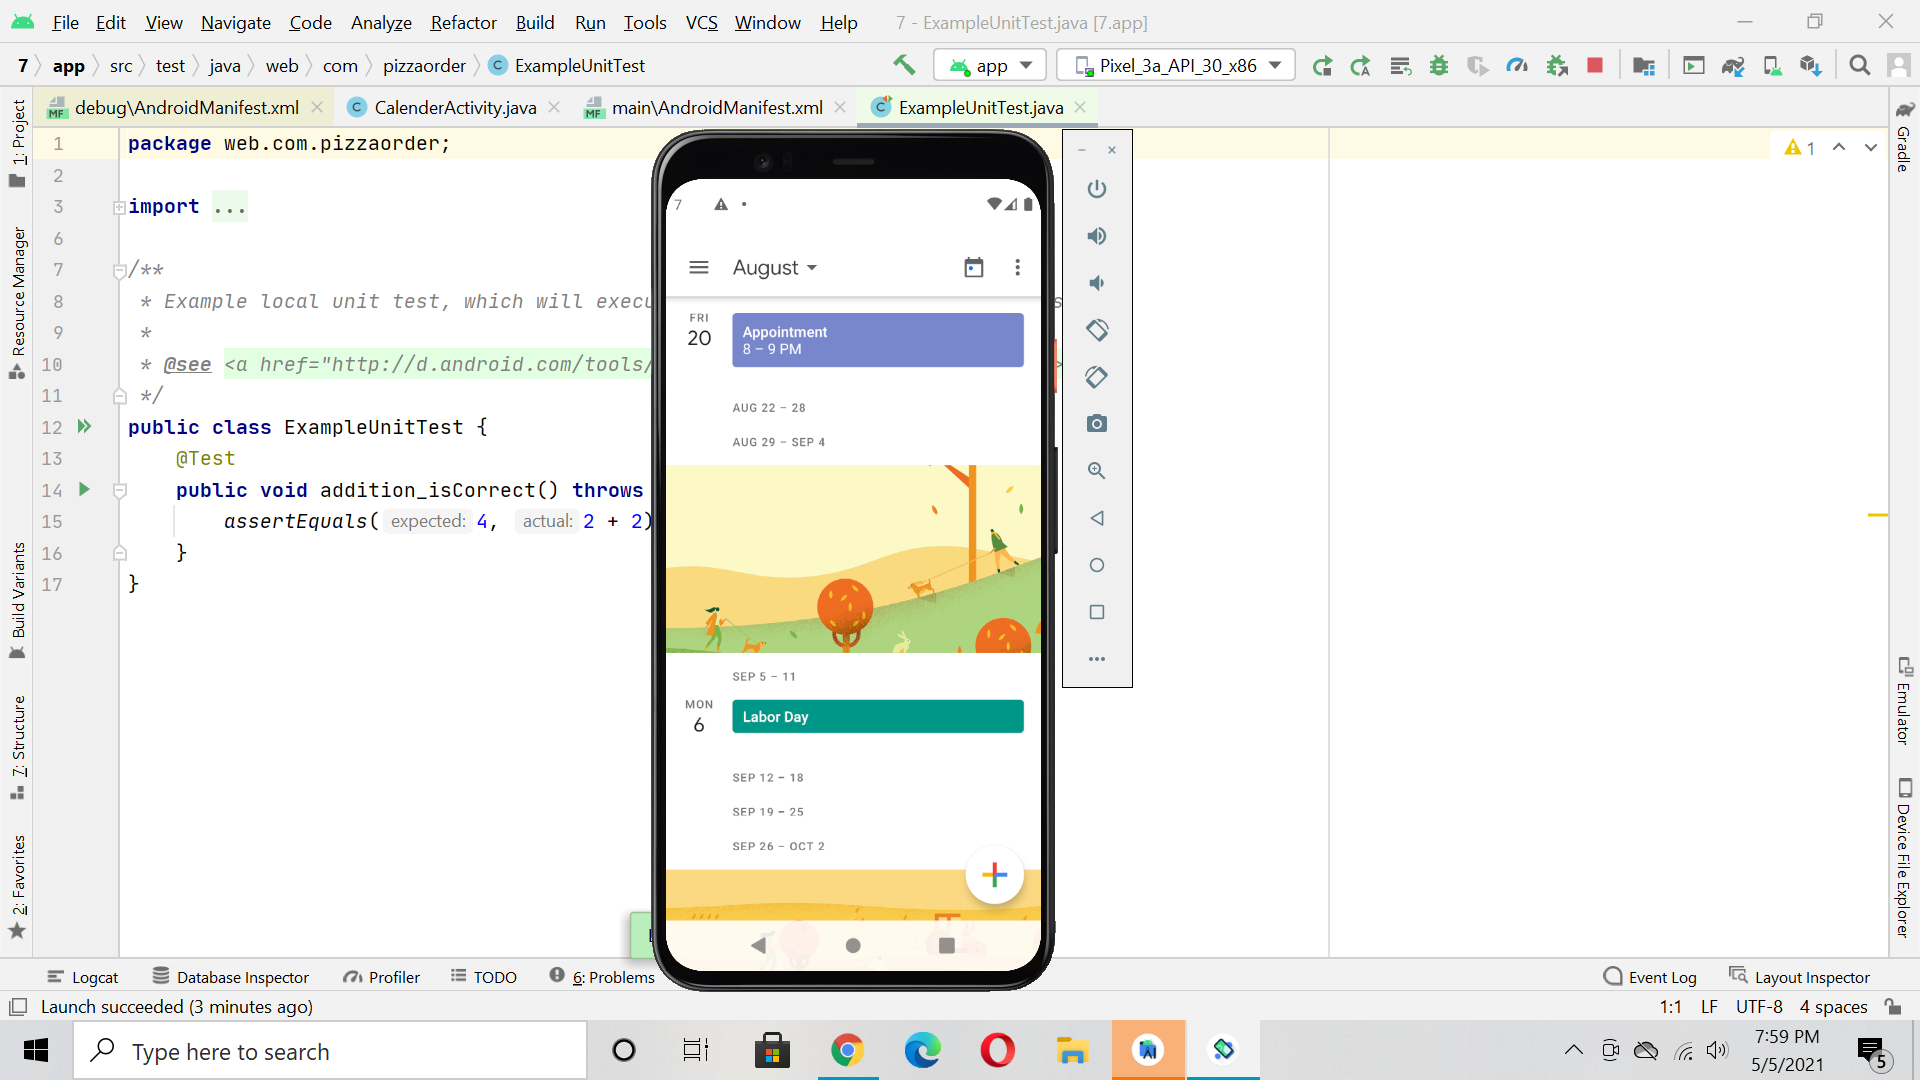 File Edit View Navigate Code Analyze Refactor Build Run Tools VCS Window Help 7 - ExampleUnitTest.java [7.app]
7 app src test java web com pizzaorder C ExampleUnitTest app Pixel_3a_API_30_x86
MF debug\AndroidManifest.xml C CalenderActivity.java MF main\AndroidManifest.xml C ExampleUnitTest.java
1: Project
Resource Manager
Build Variants
7: Structure
2: Favorites
1 package web.com.pizzaorder;
2
3 import ...
6
7 /**
8 * Example local unit test, which will execu
9 *
10 * @see <a href="http://d.android.com/tools/
11 */
12 public class ExampleUnitTest {
13 @Test
14 public void addition_isCorrect() throws
15 assertEquals( expected: 4, actual: 2 + 2)
16 }
17 }
1
7
August
FRI
20
Appointment
8 – 9 PM
AUG 22 – 28
AUG 29 – SEP 4
SEP 5 – 11
MON
6
Labor Day
SEP 12 – 18
SEP 19 – 25
SEP 26 – OCT 2
Gradle
Emulator
Device File Explorer
Logcat Database Inspector Profiler TODO 6: Problems Event Log Layout Inspector
Launch succeeded (3 minutes ago) 1:1 LF UTF-8 4 spaces
Type here to search
7:59 PM
5/5/2021
5